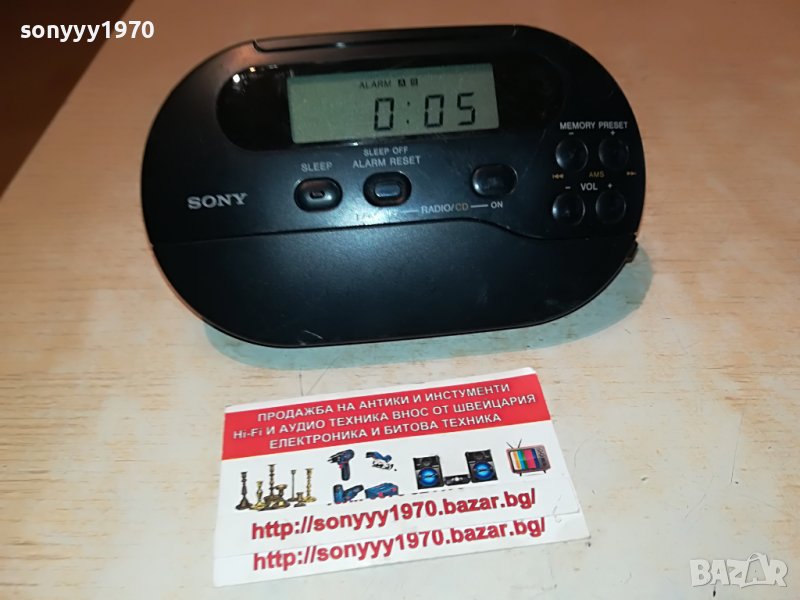 sonyyy1970
ALARM A B
0:05
MEMORY PRESET
- +
SLEEP OFF
SLEEP ALARM RESET
AMS
- VOL +
SONY
RADIO/CD ON
ПРОДАЖБА НА АНТИКИ И ИНСТУМЕНТИ
Hi-Fi И АУДИО ТЕХНИКА ВНОС ОТ ШВЕЙЦАРИЯ
ЕЛЕКТРОНИКА И БИТОВА ТЕХНИКА
http://sonyyy1970.bazar.bg/
http://sonyyy1970.bazar.bg/
sonyyy1970
BAZAR